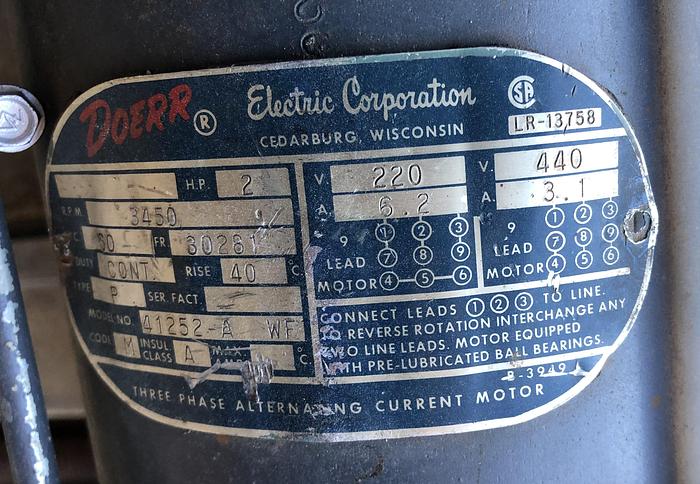 DOERR ® Electric Corporation SA
LR-13758
CEDARBURG, WISCONSIN
H.P. 2
R.P.M. 3450
60- FR 30281
DUTY CONT. RISE 40 °C.
TYPE P SER. FACT.
MODEL NO. 41252-A WF
CODE M INSUL CLASS A MAX. °C
V. 220 V. 440
A. 6.2 A. 3.1
① ② ③ ① ② ③
9 LEAD MOTOR ⑦ ⑧ ⑨ 9 LEAD MOTOR ⑦ ⑧ ⑨
④—⑤—⑥ ④ ⑤ ⑥
CONNECT LEADS ① ② ③ TO LINE.
TO REVERSE ROTATION INTERCHANGE ANY
TWO LINE LEADS. MOTOR EQUIPPED
WITH PRE-LUBRICATED BALL BEARINGS.
B-3949
THREE PHASE ALTERNATING CURRENT MOTOR